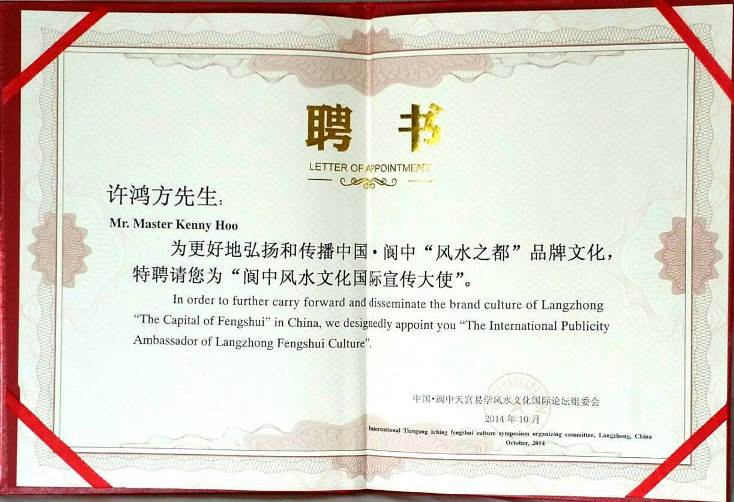 聘书
LETTER OF APPOINTMENT
许鸿方先生:
Mr. Master Kenny Hoo
为更好地弘扬和传播中国·阆中“风水之都”品牌文化，
特聘请您为“阆中风水文化国际宣传大使”。
In order to further carry forward and disseminate the brand culture of Langzhong
“The Capital of Fengshui” in China, we designedly appoint you “The International Publicity
Ambassador of Langzhong Fengshui Culture”.
中国·阆中天宫易学风水文化国际论坛组委会
2014年10月
International Tiangong Iching fengshui culture symposium organizing committee, Langzhong, China
October, 2014